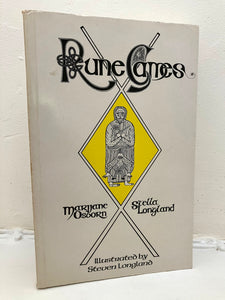 Rune Games
Marijane Osborn
Stella Longland
Illustrated by
Steven Longland